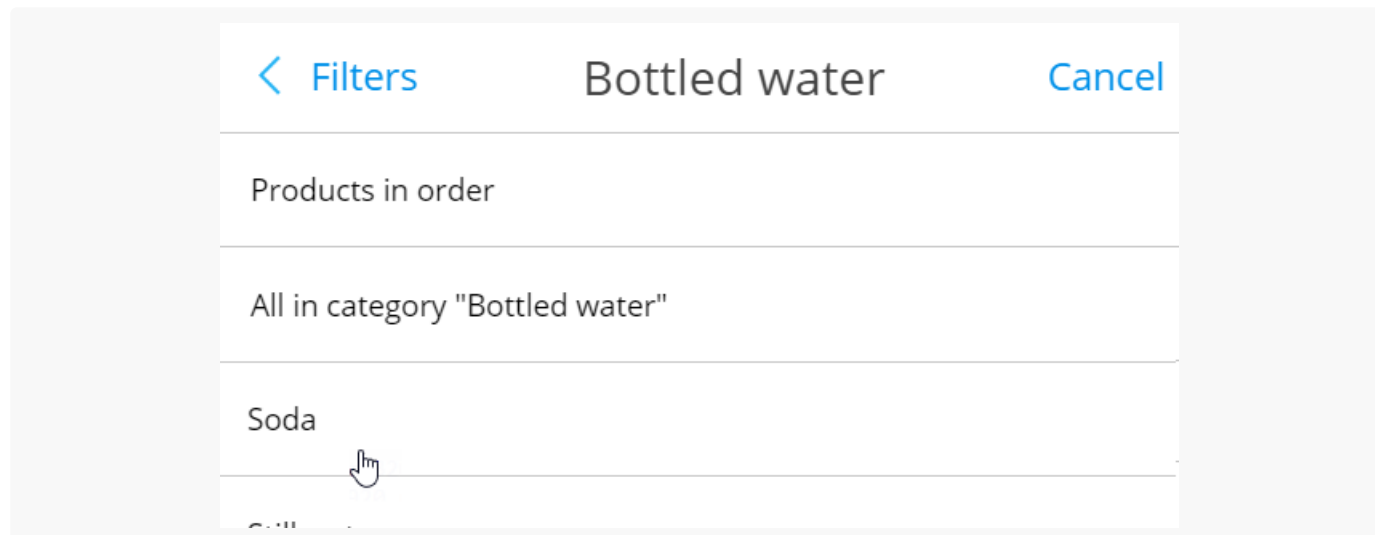 Filters Bottled water Cancel
Products in order
All in category "Bottled water"
Soda